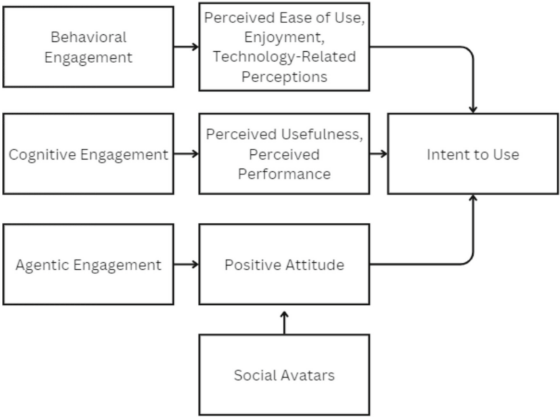 Behavioral
Engagement
Perceived Ease of Use,
Enjoyment,
Technology-Related
Perceptions
Cognitive Engagement
Perceived Usefulness,
Perceived
Performance
Intent to Use
Agentic Engagement
Positive Attitude
Social Avatars